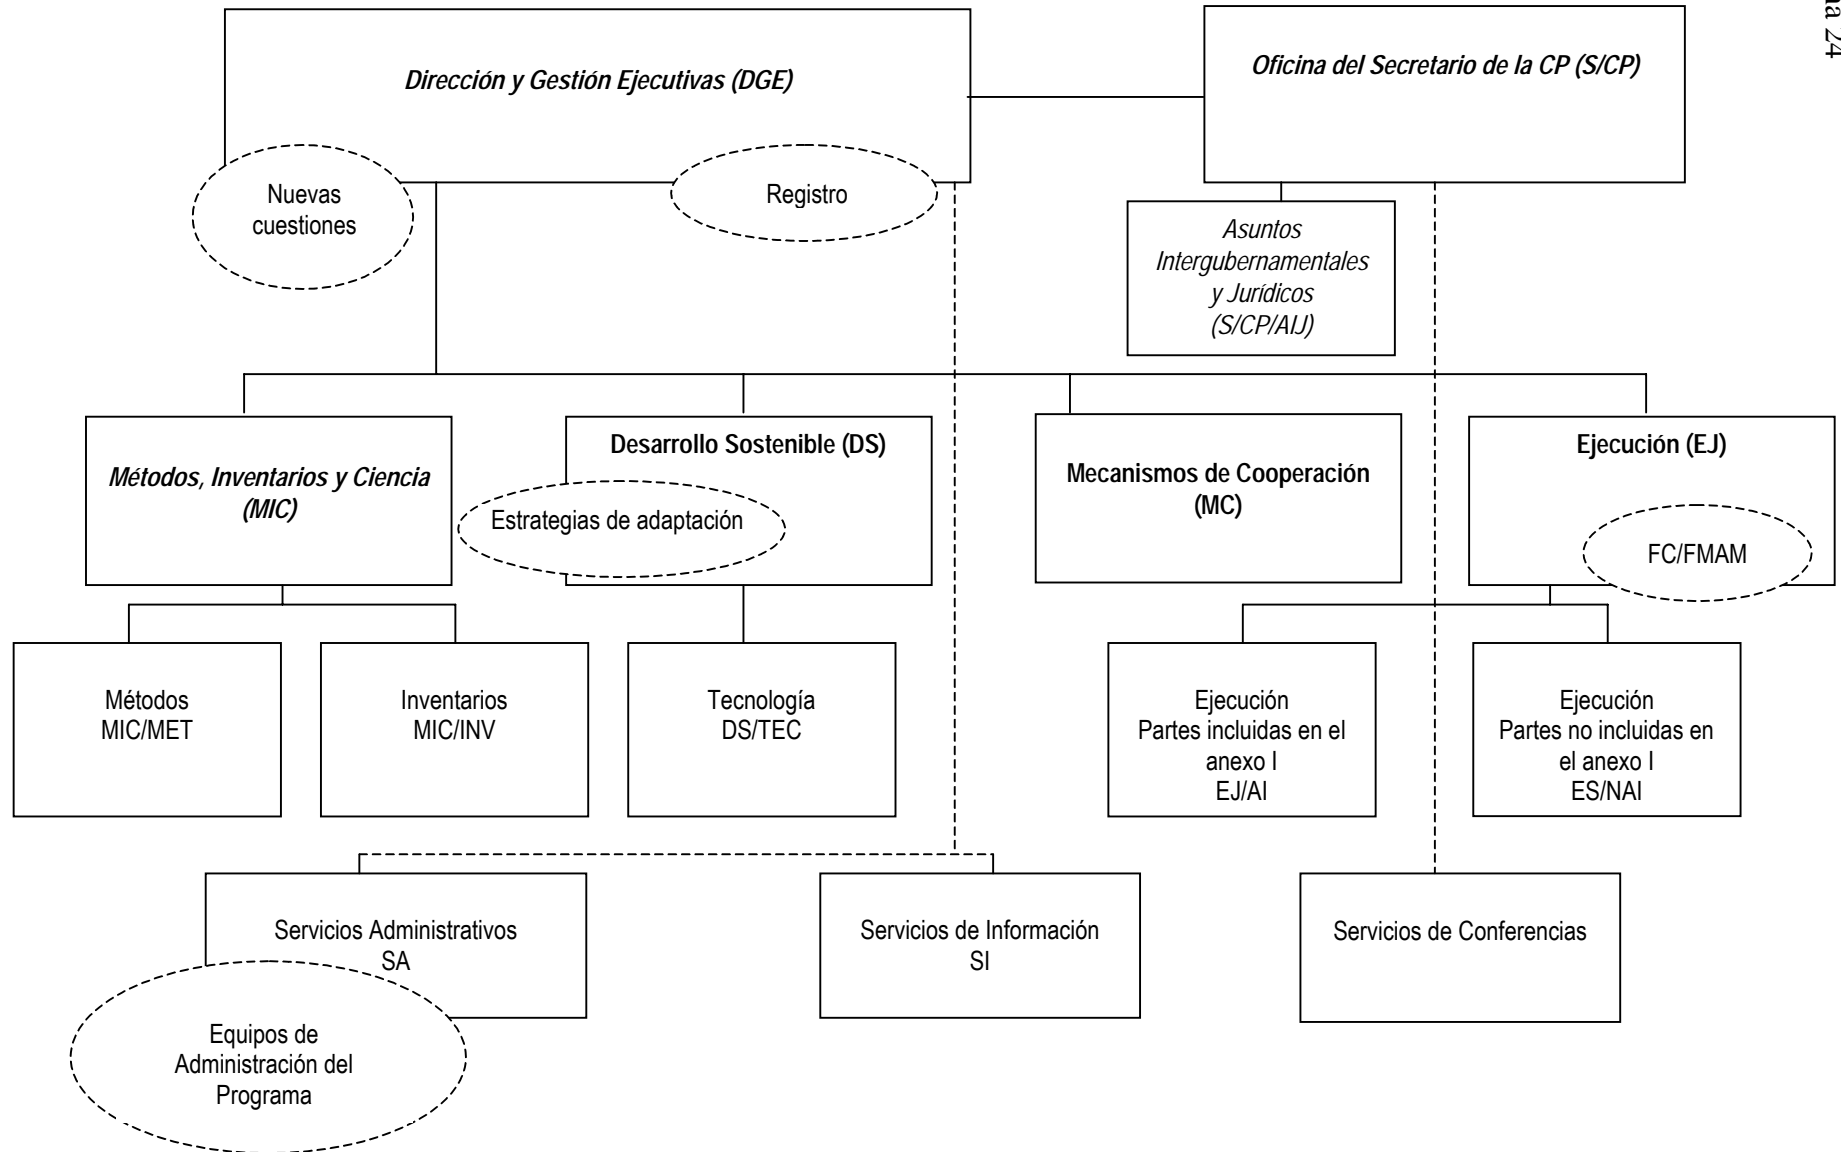 na 24
Dirección y Gestión Ejecutivas (DGE)
Oficina del Secretario de la CP (S/CP)
Nuevas
cuestiones
Registro
Asuntos
Intergubernamentales
y Jurídicos
(S/CP/AIJ)
Métodos, Inventarios y Ciencia
(MIC)
Desarrollo Sostenible (DS)
Estrategias de adaptación
Mecanismos de Cooperación
(MC)
Ejecución (EJ)
FC/FMAM
Métodos
MIC/MET
Inventarios
MIC/INV
Tecnología
DS/TEC
Ejecución
Partes incluidas en el
anexo I
EJ/AI
Ejecución
Partes no incluidas en
el anexo I
ES/NAI
Servicios Administrativos
SA
Equipos de
Administración del
Programa
Servicios de Información
SI
Servicios de Conferencias